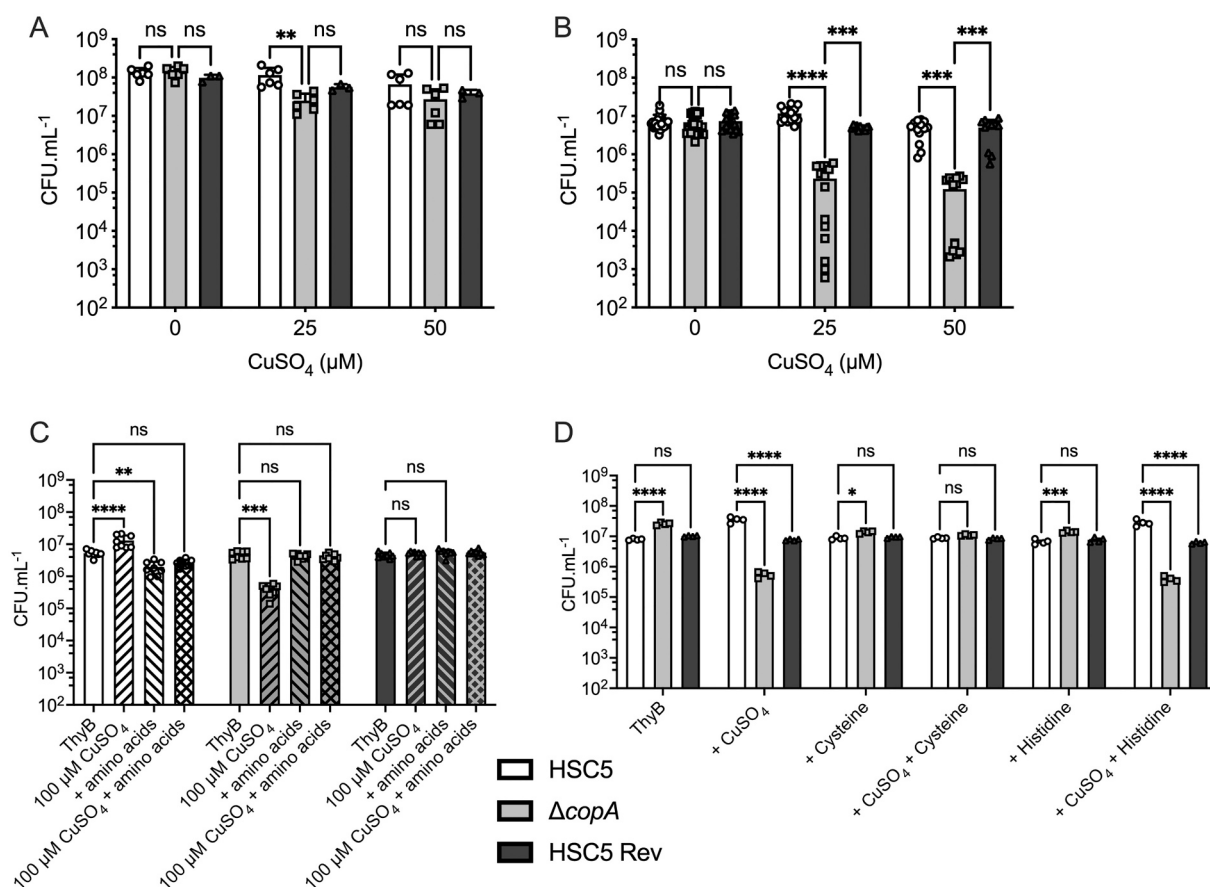 A
ns ns ** ns ns ns
10⁹
10⁸
10⁷
10⁶
10⁵
10⁴
10³
10²
CFU.mL⁻¹
0 25 50
CuSO₄ (µM)
B
ns ns **** *** *** ***
10⁹
10⁸
10⁷
10⁶
10⁵
10⁴
10³
10²
CFU.mL⁻¹
0 25 50
CuSO₄ (µM)
C
ns ns
** ns ns
**** *** ns
10⁹
10⁸
10⁷
10⁶
10⁵
10⁴
10³
10²
CFU.mL⁻¹
ThyB
100 µM CuSO₄
+ amino acids
100 µM CuSO₄ + amino acids
ThyB
100 µM CuSO₄
+ amino acids
100 µM CuSO₄ + amino acids
ThyB
100 µM CuSO₄
+ amino acids
100 µM CuSO₄ + amino acids
D
ns **** ns ns ns ****
**** **** * ns *** ****
10⁹
10⁸
10⁷
10⁶
10⁵
10⁴
10³
10²
CFU.mL⁻¹
ThyB
+ CuSO₄
+ Cysteine
+ CuSO₄ + Cysteine
+ Histidine
+ CuSO₄ + Histidine
HSC5
ΔcopA
HSC5 Rev